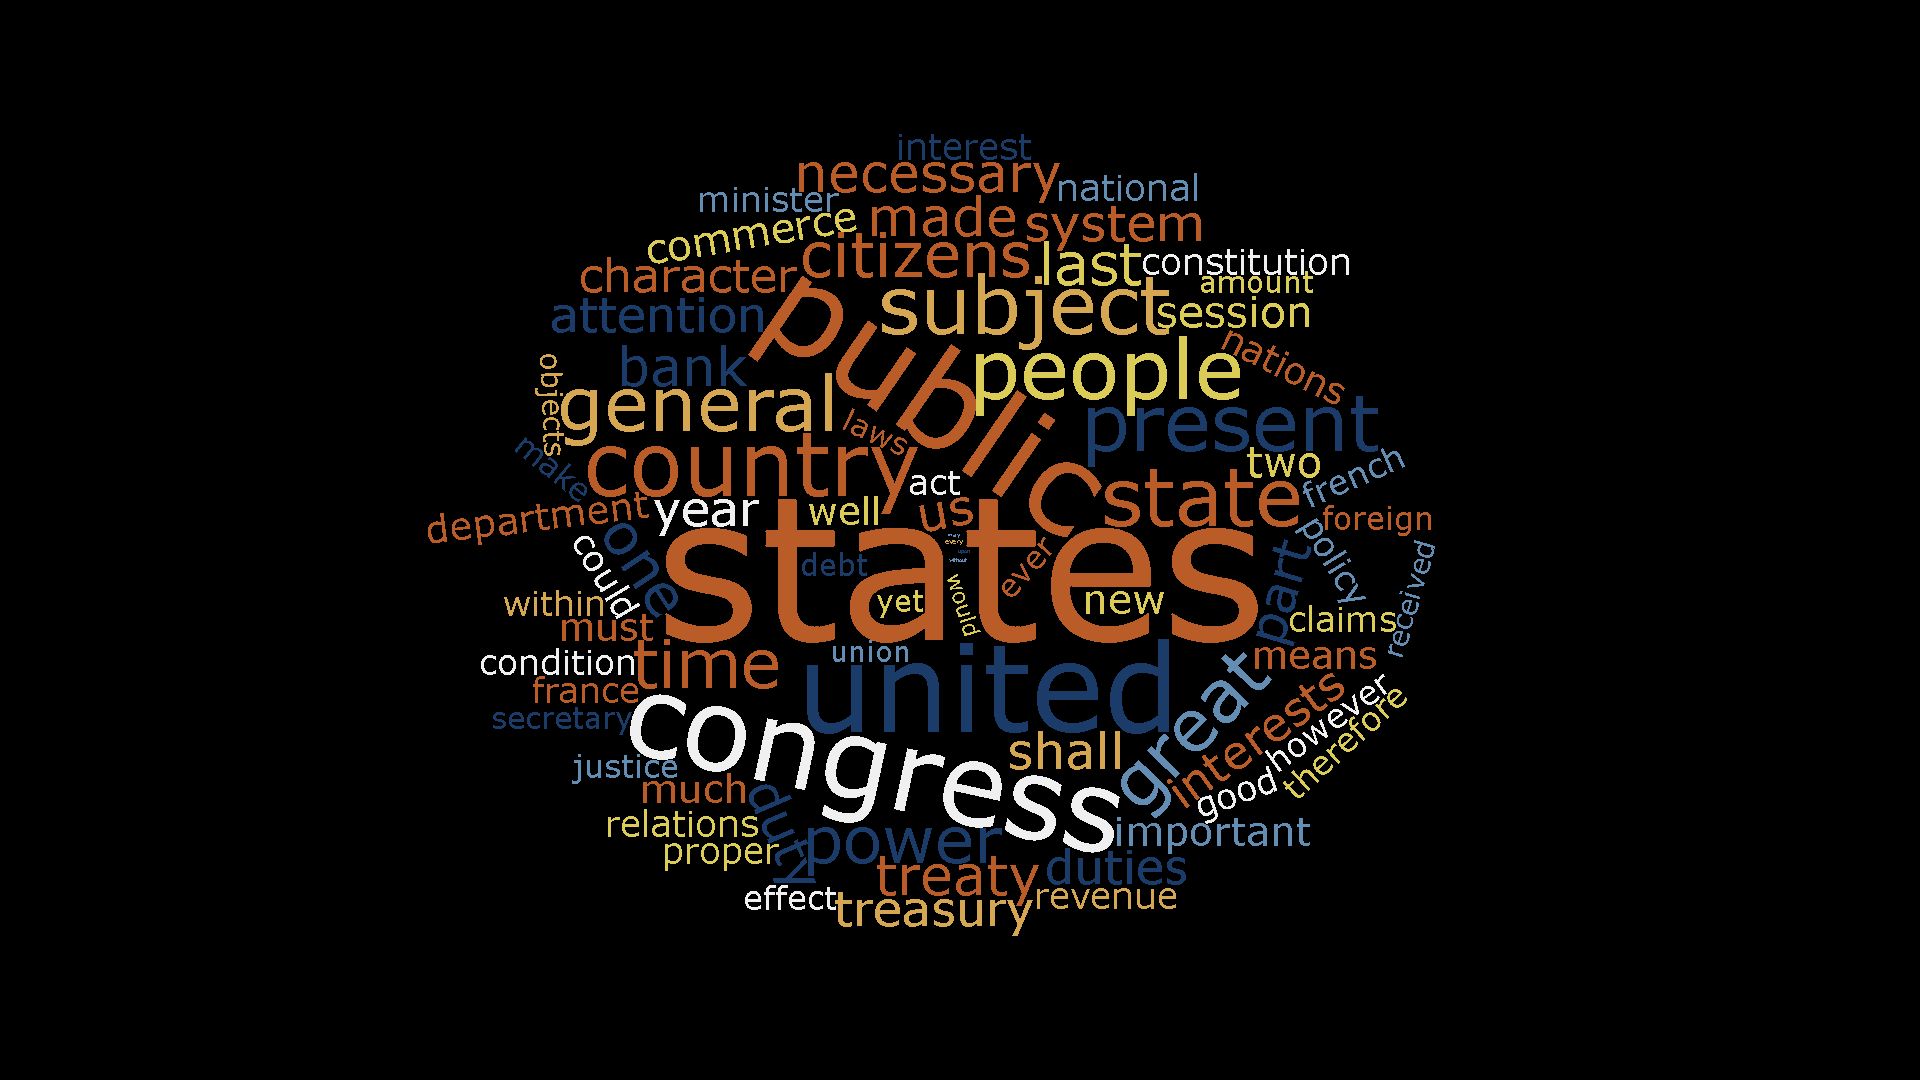 interest
necessary
national
minister
commerce
made
system
citizens
last
constitution
character
amount
subject
session
attention
public
people
nations
bank
objects
general
present
laws
country
two
french
make
act
state
department
year
well
us
foreign
one
could
every
without
debt
ever
states
part
policy
received
within
yet
would
new
claims
must
condition
time
union
united
means
france
secretary
congress
great
interests
however
therefore
shall
good
justice
much
duty
relations
proper
power
important
treaty
duties
effect
treasury
revenue